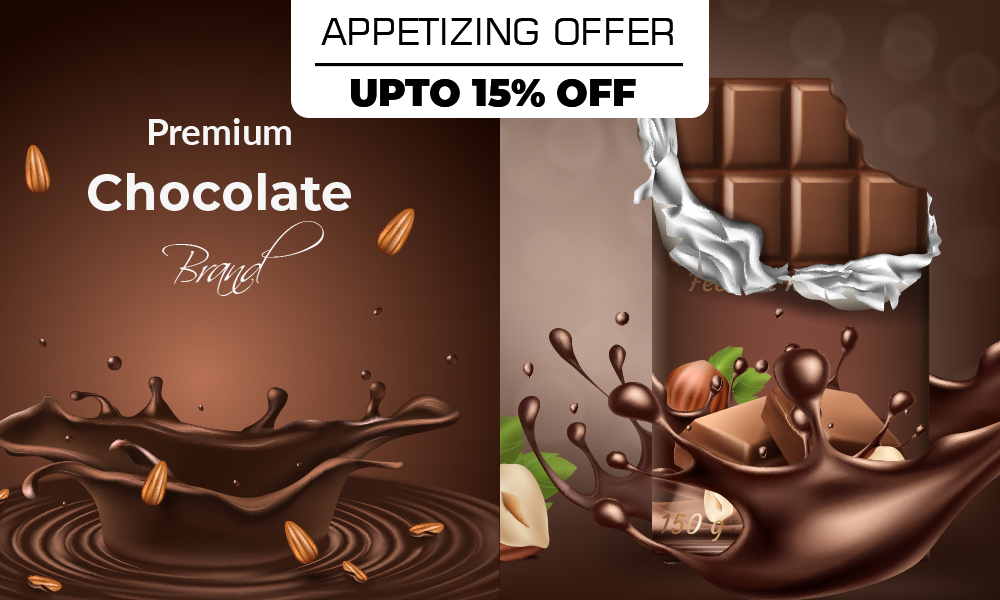 APPETIZING OFFER
UPTO 15% OFF
Premium
Chocolate
Brand
150 g